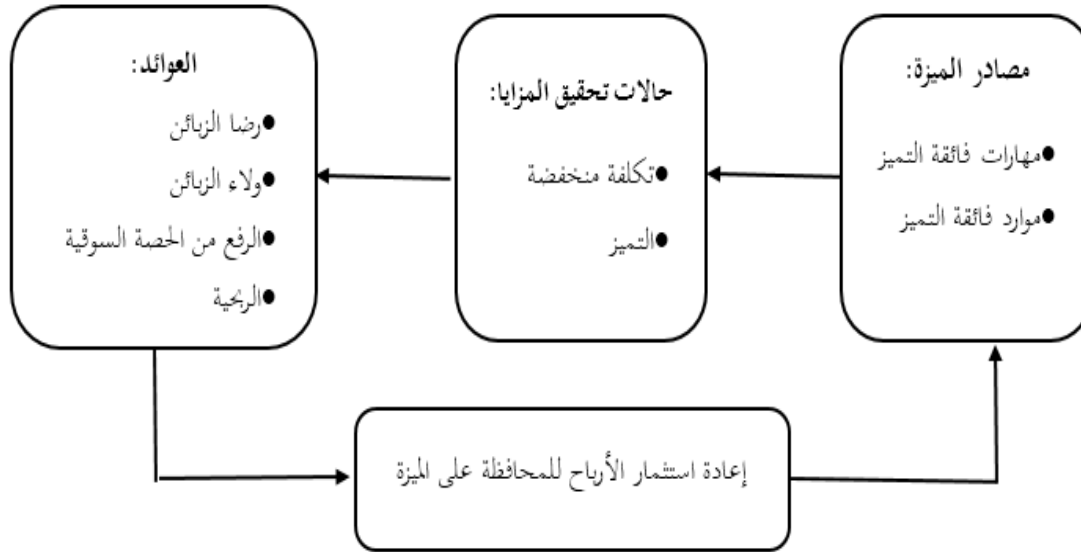 مصادر الميزة:
●مهارات فائقة التميز
●موارد فائقة التميز
حالات تحقيق المزايا:
●تكلفة منخفضة
●التميز
العوائد:
●رضا الزبائن
●ولاء الزبائن
●الرفع من الحصة السوقية
●الربحية
إعادة استثمار الأرباح للمحافظة على الميزة